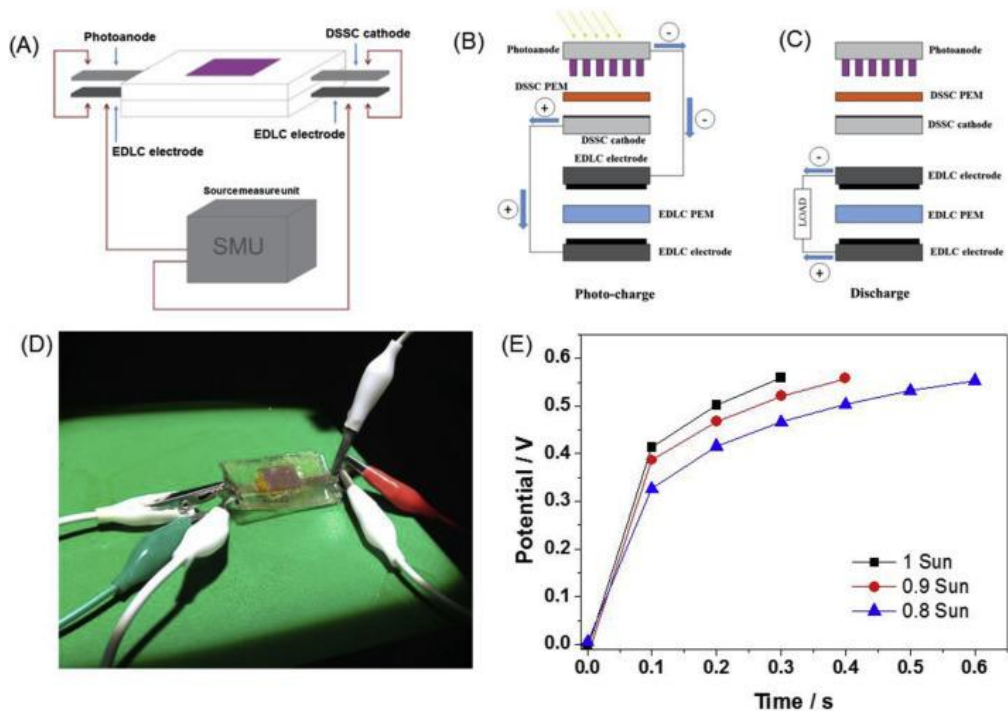 (A)
Photoanode
DSSC cathode
EDLC electrode
EDLC electrode
Source measure unit
SMU
(B)
Photoanode
-
DSSC PEM
+
-
DSSC cathode
EDLC electrode
+
EDLC PEM
EDLC electrode
Photo-charge
(C)
Photoanode
DSSC PEM
DSSC cathode
-
EDLC electrode
LOAD
EDLC PEM
EDLC electrode
+
Discharge
(D)
(E)
Potential / V
0.6
0.5
0.4
0.3
0.2
0.1
0.0
1 Sun
0.9 Sun
0.8 Sun
0.0 0.1 0.2 0.3 0.4 0.5 0.6
Time / s